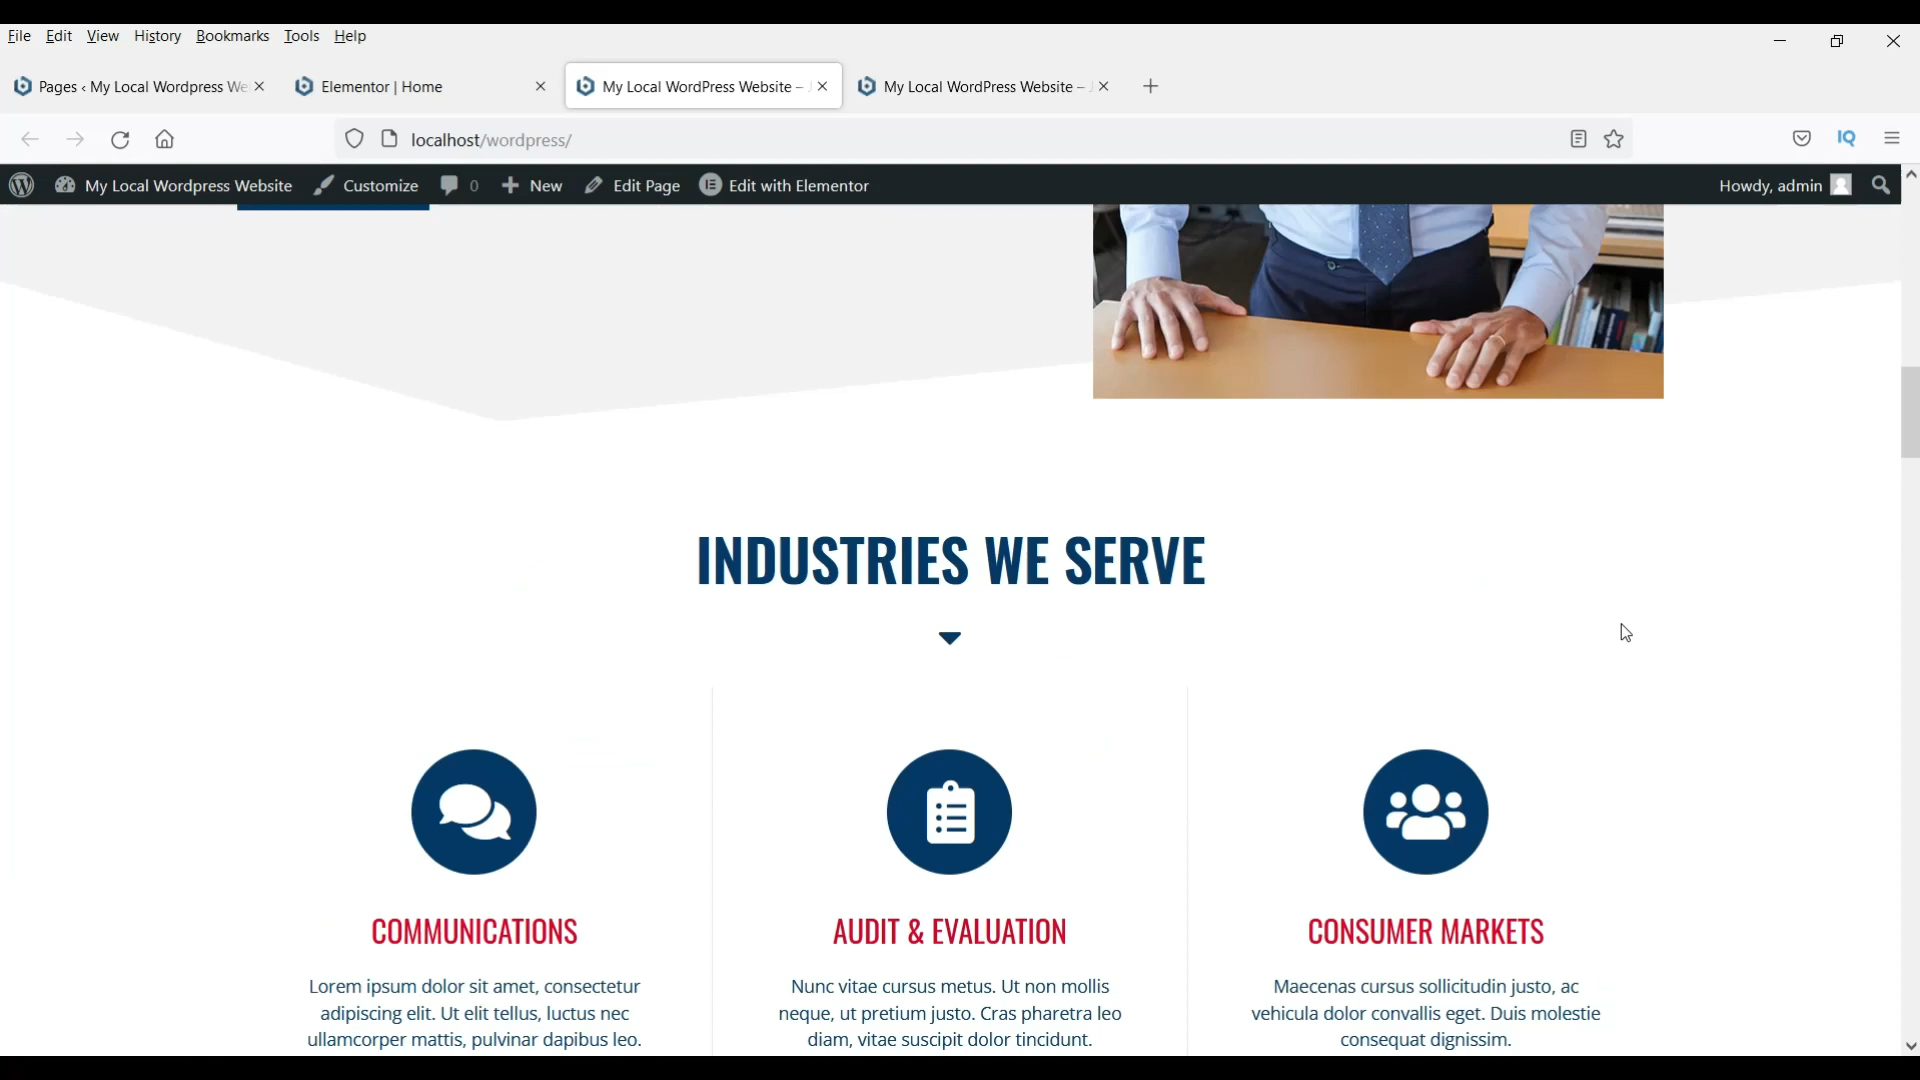 File Edit View History Bookmarks Tools Help
Pages ‹ My Local Wordpress We
Elementor | Home
My Local WordPress Website –
My Local WordPress Website –
localhost/wordpress/
IQ
My Local Wordpress Website
Customize
0
New
Edit Page
Edit with Elementor
Howdy, admin
INDUSTRIES WE SERVE
COMMUNICATIONS
Lorem ipsum dolor sit amet, consectetur
adipiscing elit. Ut elit tellus, luctus nec
ullamcorper mattis, pulvinar dapibus leo.
AUDIT & EVALUATION
Nunc vitae cursus metus. Ut non mollis
neque, ut pretium justo. Cras pharetra leo
diam, vitae suscipit dolor tincidunt.
CONSUMER MARKETS
Maecenas cursus sollicitudin justo, ac
vehicula dolor convallis eget. Duis molestie
consequat dignissim.